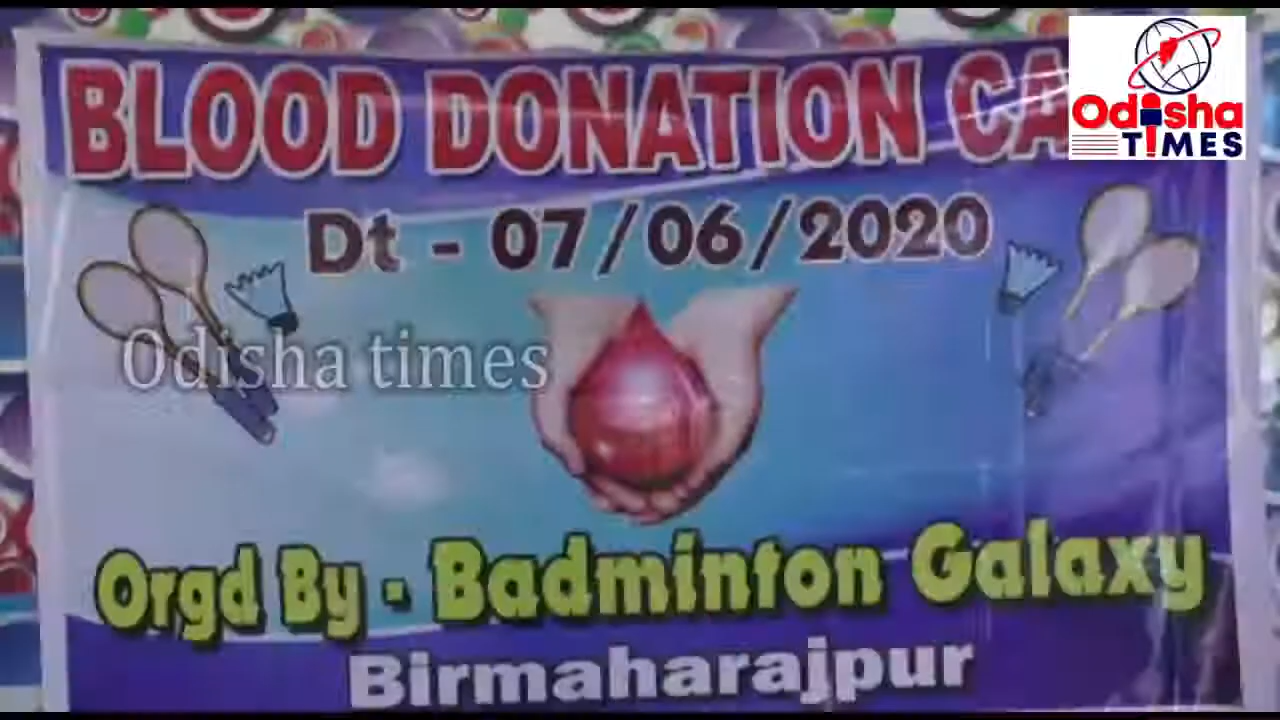 BLOOD DONATION CA
Odisha
TIMES
Dt - 07/06/2020
Odisha times
Orgd By - Badminton Galaxy
Birmaharajpur